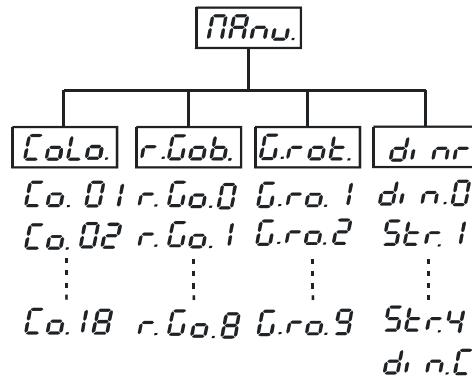 MAnu.
CoLo. r.Gob. G.rot. di nr
Co. 01 r.Go.0 G.ro. 1 di n.0
Co. 02 r.Go. 1 G.ro.2 Str. 1
Co. 18 r.Go.8 G.ro.9 Str.4
di n.C